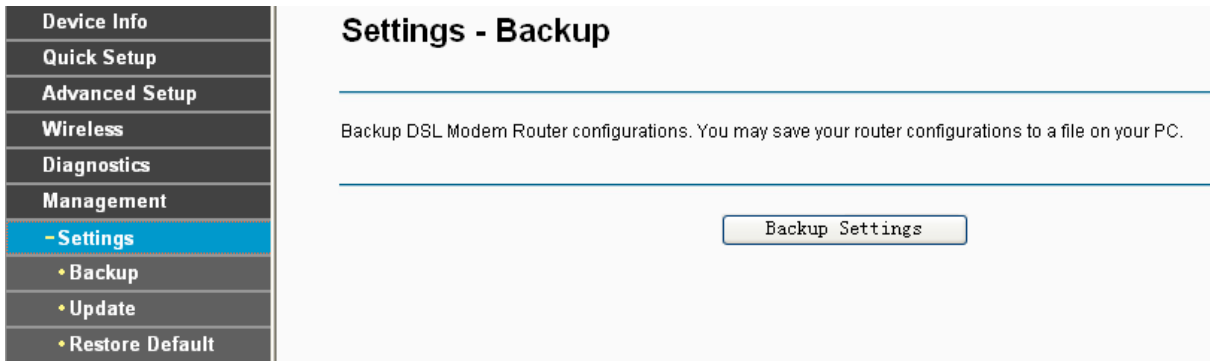 Device Info
Quick Setup
Advanced Setup
Wireless
Diagnostics
Management
-Settings
•Backup
•Update
•Restore Default
Settings - Backup
Backup DSL Modem Router configurations. You may save your router configurations to a file on your PC.
Backup Settings